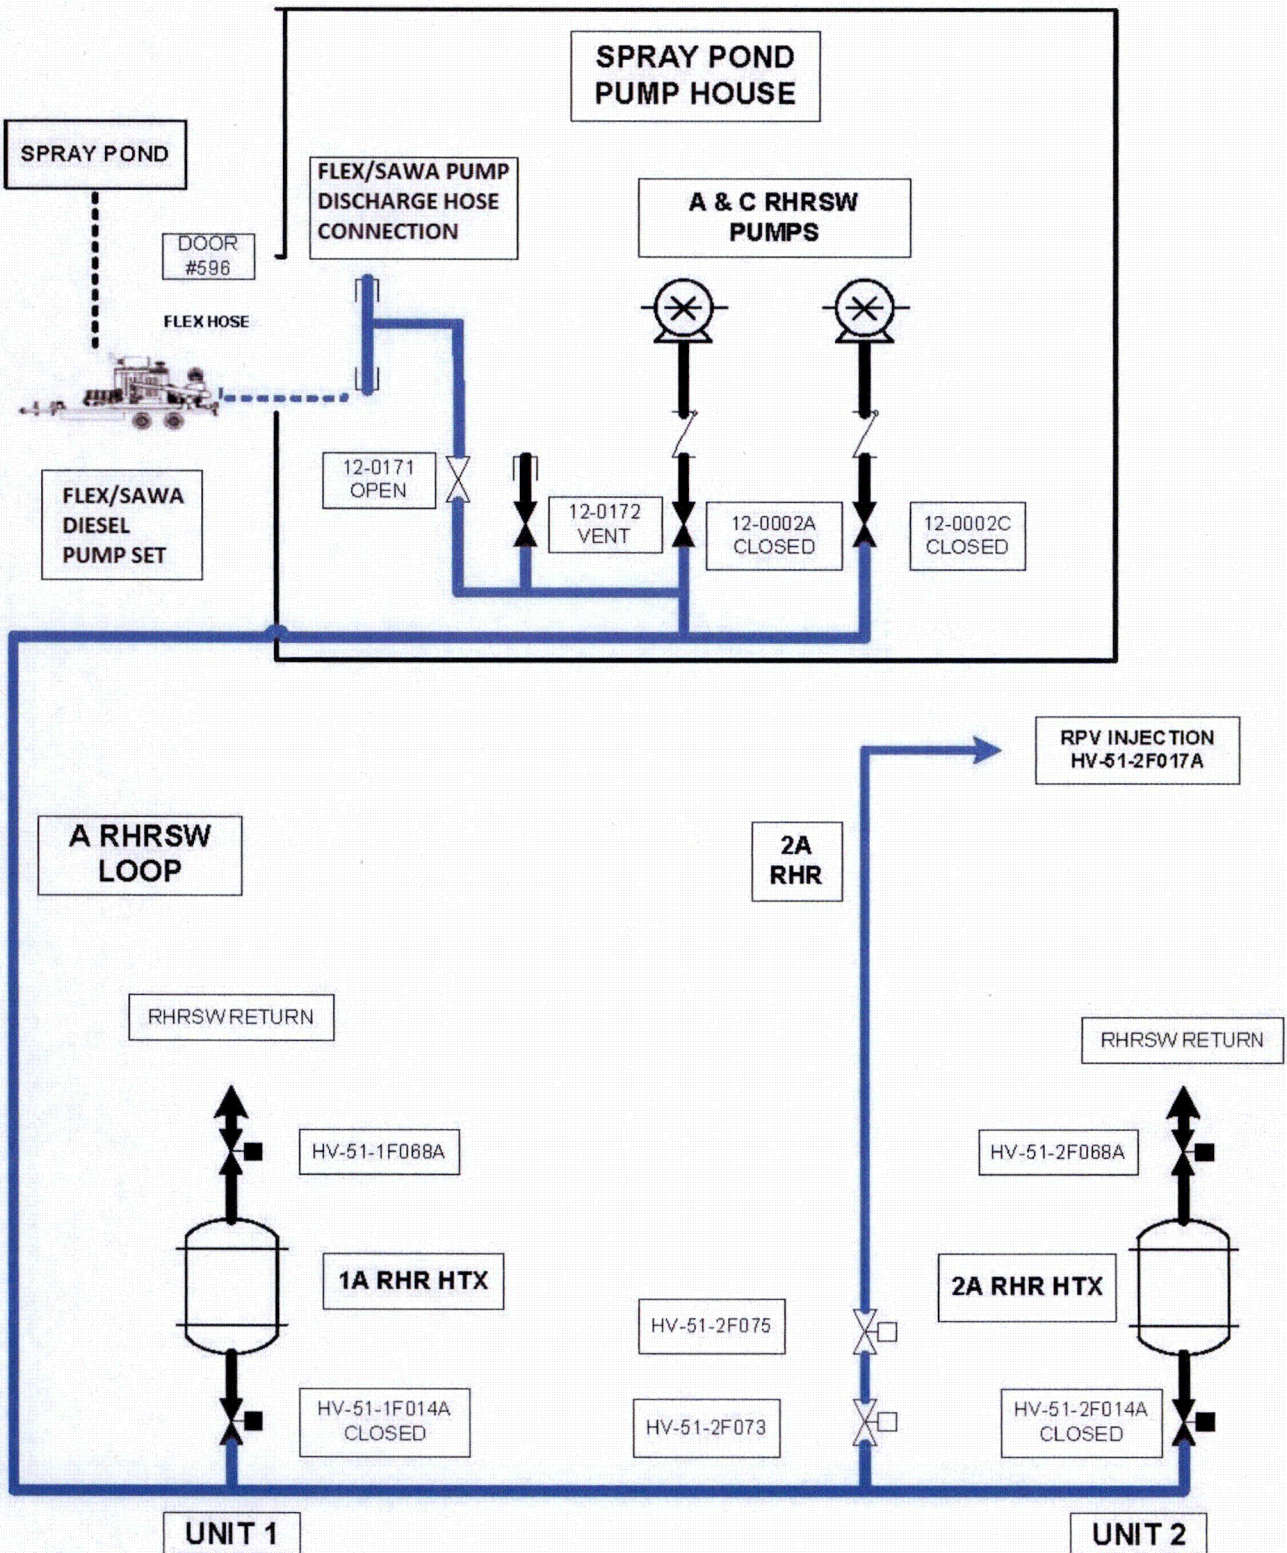 SPRAY POND
PUMP HOUSE
SPRAY POND
FLEX/SAWA PUMP
DISCHARGE HOSE
CONNECTION
A & C RHRSW
PUMPS
DOOR
#596
FLEX HOSE
12-0171
OPEN
FLEX/SAWA
DIESEL
PUMP SET
12-0172
VENT
12-0002A
CLOSED
12-0002C
CLOSED
RPV INJECTION
HV-51-2F017A
A RHRSW
LOOP
2A
RHR
RHRSW RETURN
RHRSW RETURN
HV-51-1F068A
HV-51-2F068A
1A RHR HTX
2A RHR HTX
HV-51-2F075
HV-51-1F014A
CLOSED
HV-51-2F073
HV-51-2F014A
CLOSED
UNIT 1
UNIT 2